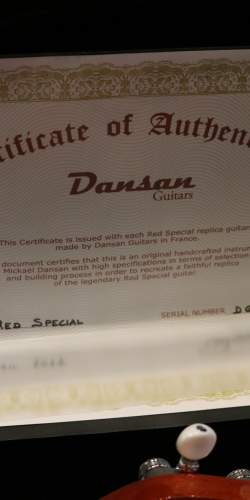 tificate of Authen
Dansan
Guitars
This Certificate is issued with each Red Special replica guitar
made by Dansan Guitars in France.
document certifies that this is an original handcrafted instru
Mickael Dansan with high specifications in terms of selection
and building process in order to recreate a faithful replica
of the legendary Red Special guitar.
RED SPECIAL
SERIAL NUMBER DG